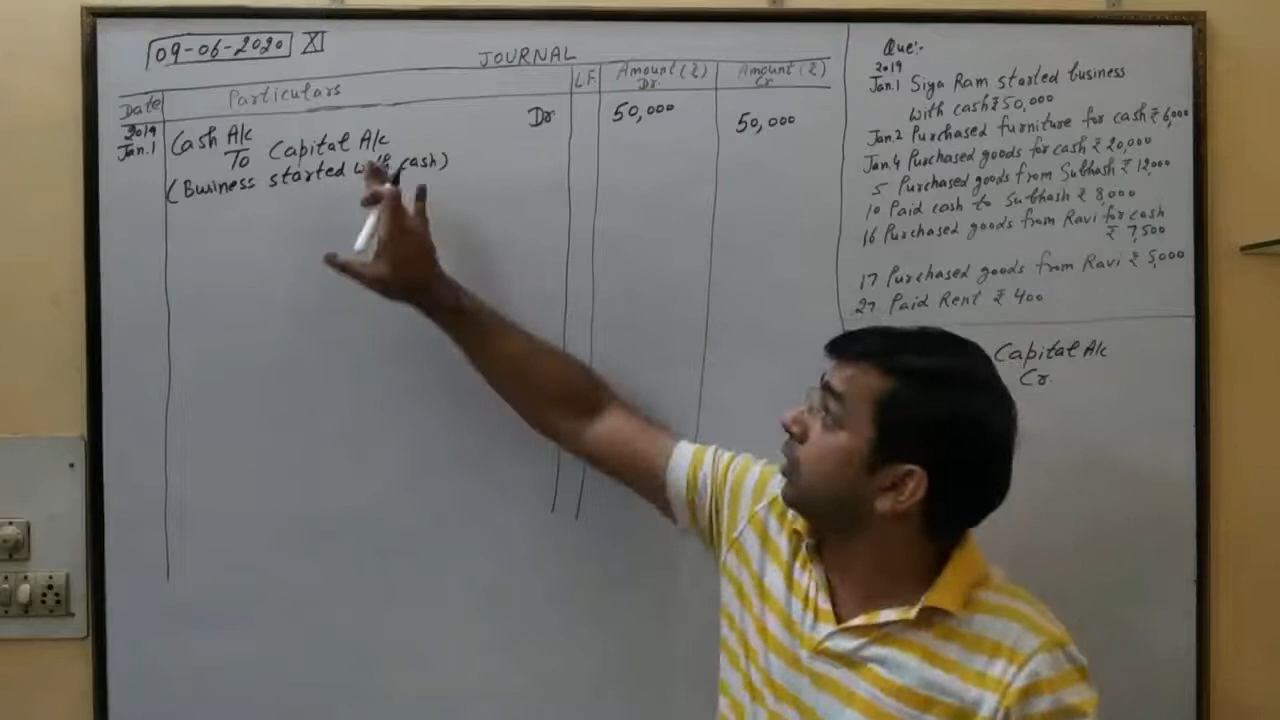 09-06-2020 XI
JOURNAL
Date Particulars L.F. Amount (₹) Dr. Amount (₹) Cr.
2019
Jan.1 Cash A/c Dr 50,000
To Capital A/c 50,000
(Business started with cash)
Que:-
2019
Jan.1 Siya Ram started business
with cash ₹ 50,000
Jan.2 Purchased furniture for cash ₹ 6,000
Jan.4 Purchased goods for cash ₹ 20,000
5 Purchased goods from Subhash ₹ 12,000
10 Paid cash to Subhash ₹ 8,000
16 Purchased goods from Ravi for cash
₹ 7,500
17 Purchased goods from Ravi ₹ 5,000
27 Paid Rent ₹ 400
Capital A/c
Cr.